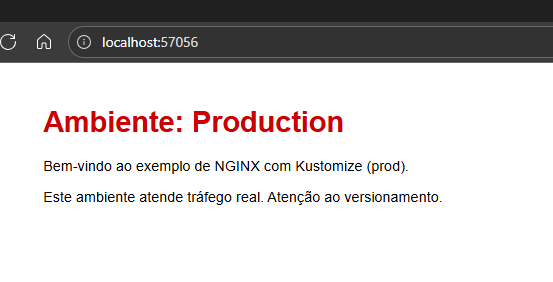 localhost:57056
Ambiente: Production
Bem-vindo ao exemplo de NGINX com Kustomize (prod).
Este ambiente atende tráfego real. Atenção ao versionamento.